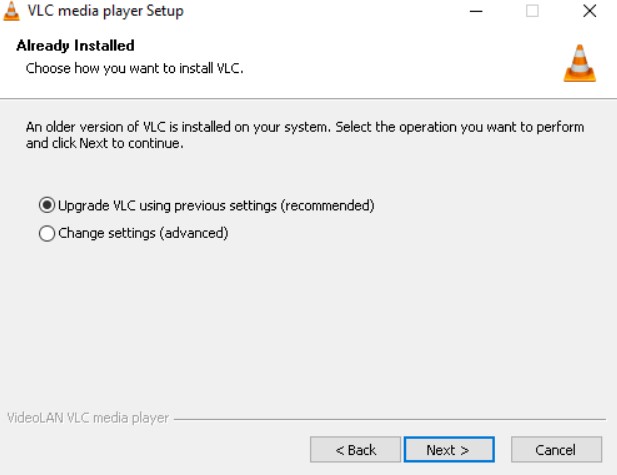 VLC media player Setup
Already Installed
Choose how you want to install VLC.
An older version of VLC is installed on your system. Select the operation you want to perform
and click Next to continue.
Upgrade VLC using previous settings (recommended)
Change settings (advanced)
VideoLAN VLC media player
< Back Next > Cancel